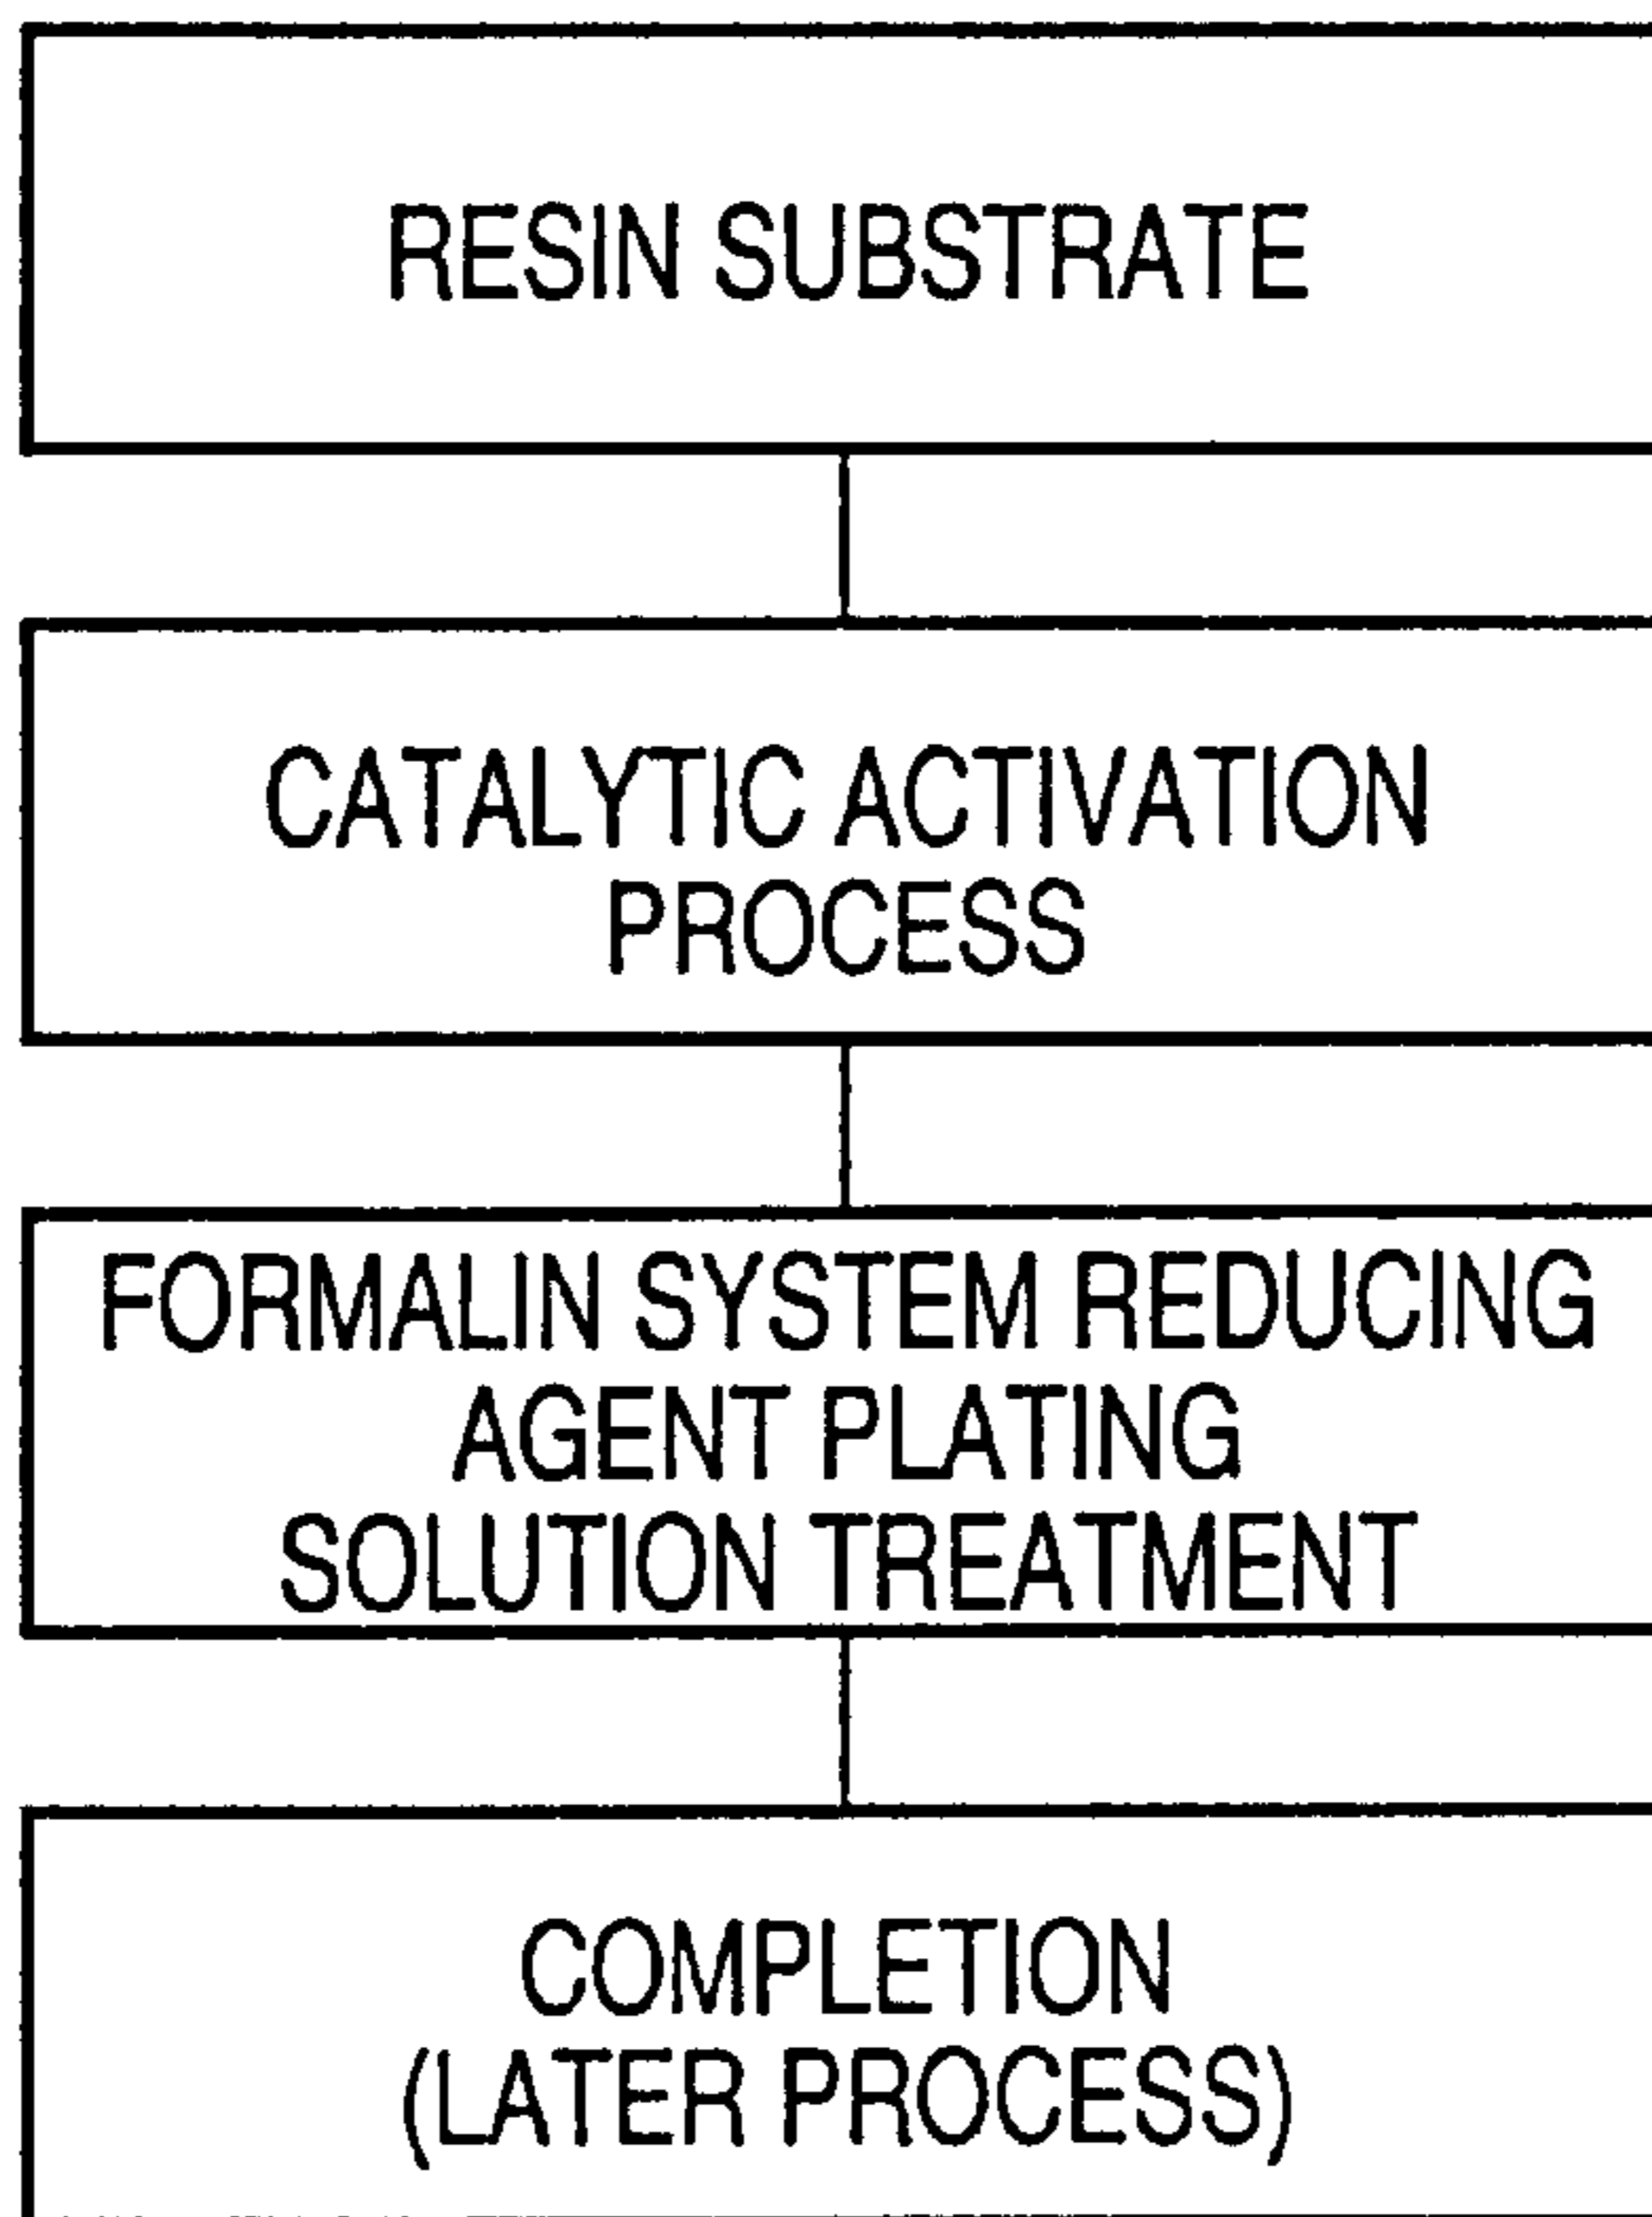 RESIN SUBSTRATE
CATALYTIC ACTIVATION
PROCESS
FORMALIN SYSTEM REDUCING
AGENT PLATING
SOLUTION TREATMENT
COMPLETION
(LATER PROCESS)